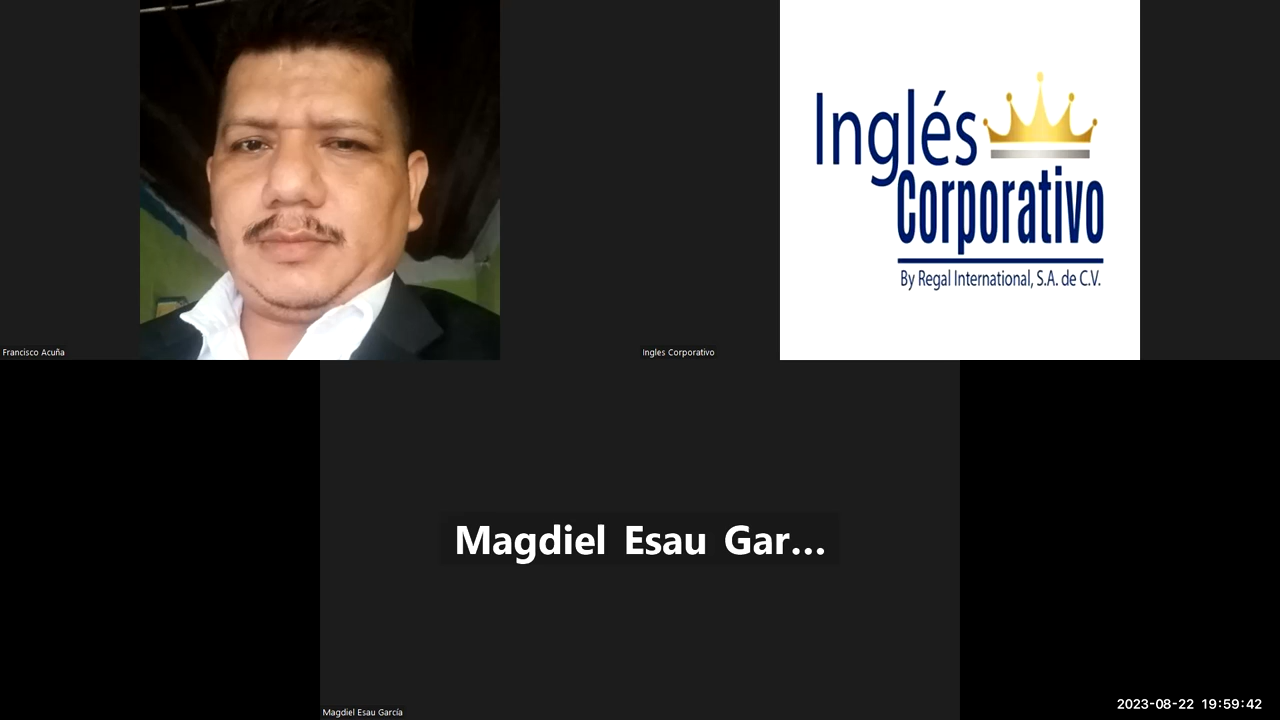 Inglés
Corporativo
By Regal International, S.A. de C.V.
Francisco Acuña
Ingles Corporativo
Magdiel Esau Gar...
Magdiel Esau García
2023-08-22 19:59:42